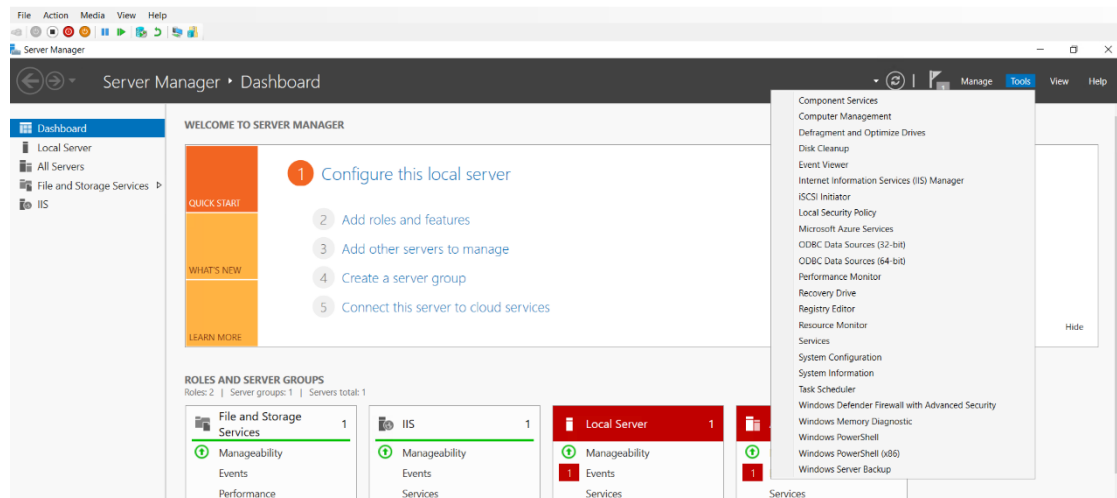 File Action Media View Help
Server Manager
Server Manager • Dashboard
1
Manage Tools View Help
Dashboard
Local Server
All Servers
File and Storage Services
IIS
WELCOME TO SERVER MANAGER
QUICK START
WHAT'S NEW
LEARN MORE
1 Configure this local server
2 Add roles and features
3 Add other servers to manage
4 Create a server group
5 Connect this server to cloud services
Hide
ROLES AND SERVER GROUPS
Roles: 2 | Server groups: 1 | Servers total: 1
File and Storage Services 1
Manageability
Events
Performance
IIS 1
Manageability
Events
Services
Local Server 1
Manageability
1 Events
Services
1
Services
Component Services
Computer Management
Defragment and Optimize Drives
Disk Cleanup
Event Viewer
Internet Information Services (IIS) Manager
iSCSI Initiator
Local Security Policy
Microsoft Azure Services
ODBC Data Sources (32-bit)
ODBC Data Sources (64-bit)
Performance Monitor
Recovery Drive
Registry Editor
Resource Monitor
Services
System Configuration
System Information
Task Scheduler
Windows Defender Firewall with Advanced Security
Windows Memory Diagnostic
Windows PowerShell
Windows PowerShell (x86)
Windows Server Backup